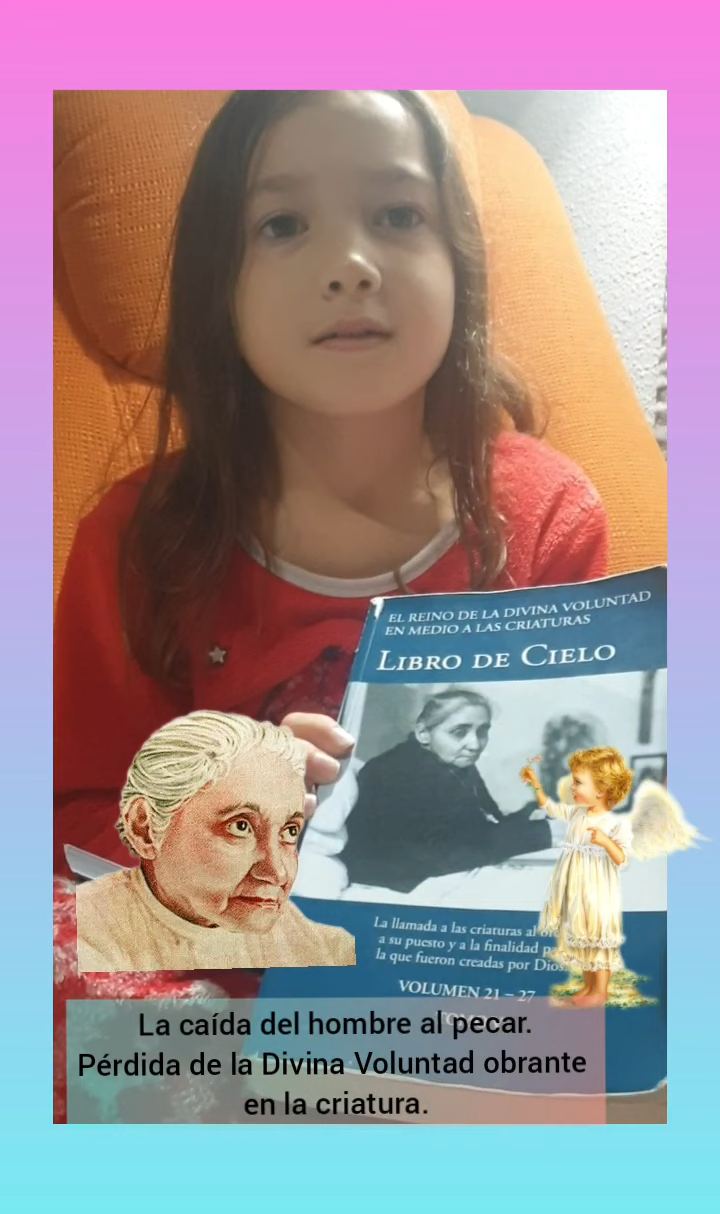 EL REINO DE LA DIVINA VOLUNTAD
EN MEDIO A LAS CRIATURAS
LIBRO DE CIELO
La llamada a las criaturas al
a su puesto y a la finalidad
la que fueron creadas por Dios
VOLUMEN 21 – 27
La caída del hombre al pecar.
Pérdida de la Divina Voluntad obrante
en la criatura.